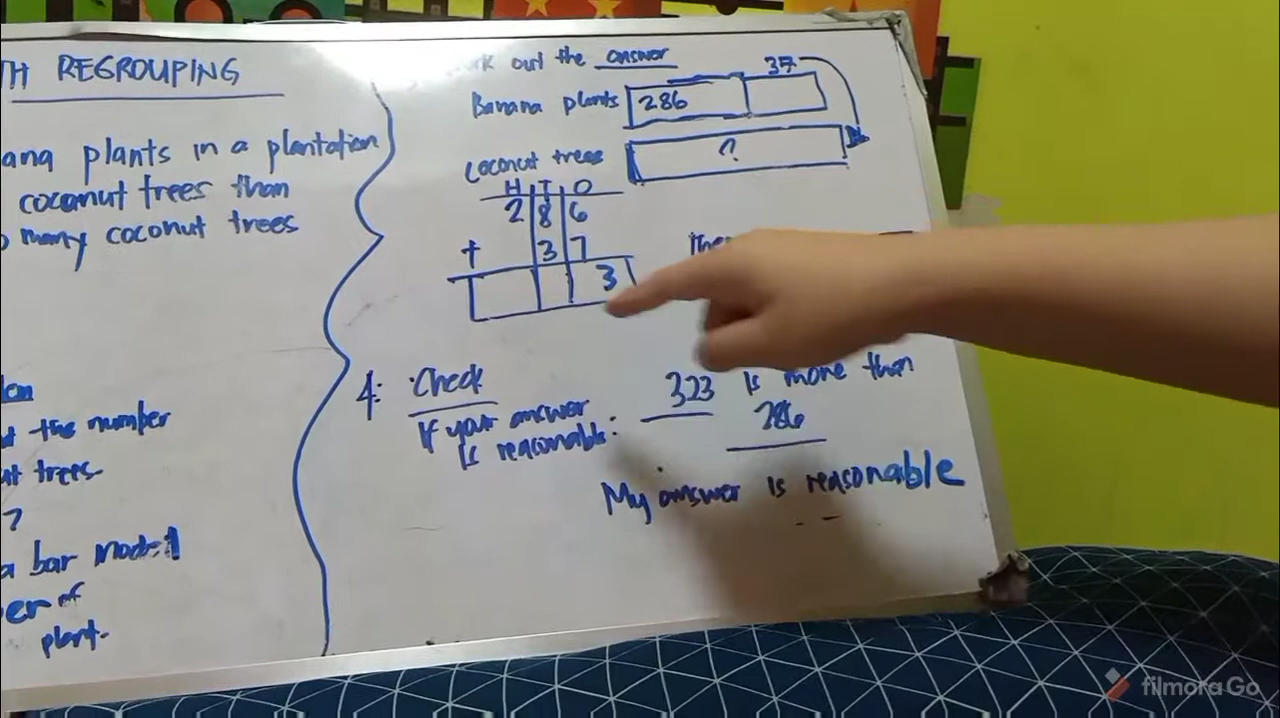 TH REGROUPING
ana plants in a plantation
coconut trees than
many coconut trees
the number
trees
?
a bar model
er of
plant.
out the answer
37
Banana plants 286
Coconut trees ?
H T O
2 8 6
+ 3 7
3
4: Check
If your answer
is reasonable:
323 is more than
286
My answer is reasonable
filmoraGo